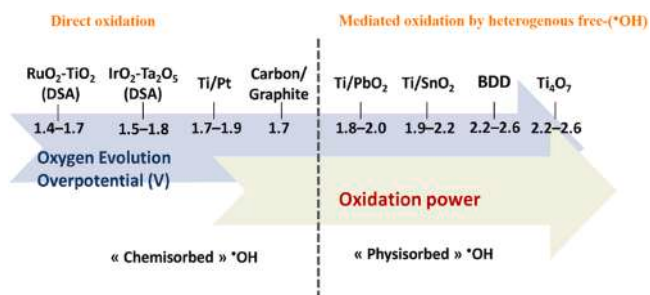 Direct oxidation
Mediated oxidation by heterogenous free-(•OH)
RuO₂-TiO₂
(DSA)
IrO₂-Ta₂O₅
(DSA)
Ti/Pt
Carbon/
Graphite
Ti/PbO₂
Ti/SnO₂
BDD
Ti₄O₇
1.4–1.7
1.5–1.8
1.7–1.9
1.7
1.8–2.0
1.9–2.2
2.2–2.6
2.2–2.6
Oxygen Evolution
Overpotential (V)
Oxidation power
« Chemisorbed » •OH
« Physisorbed » •OH